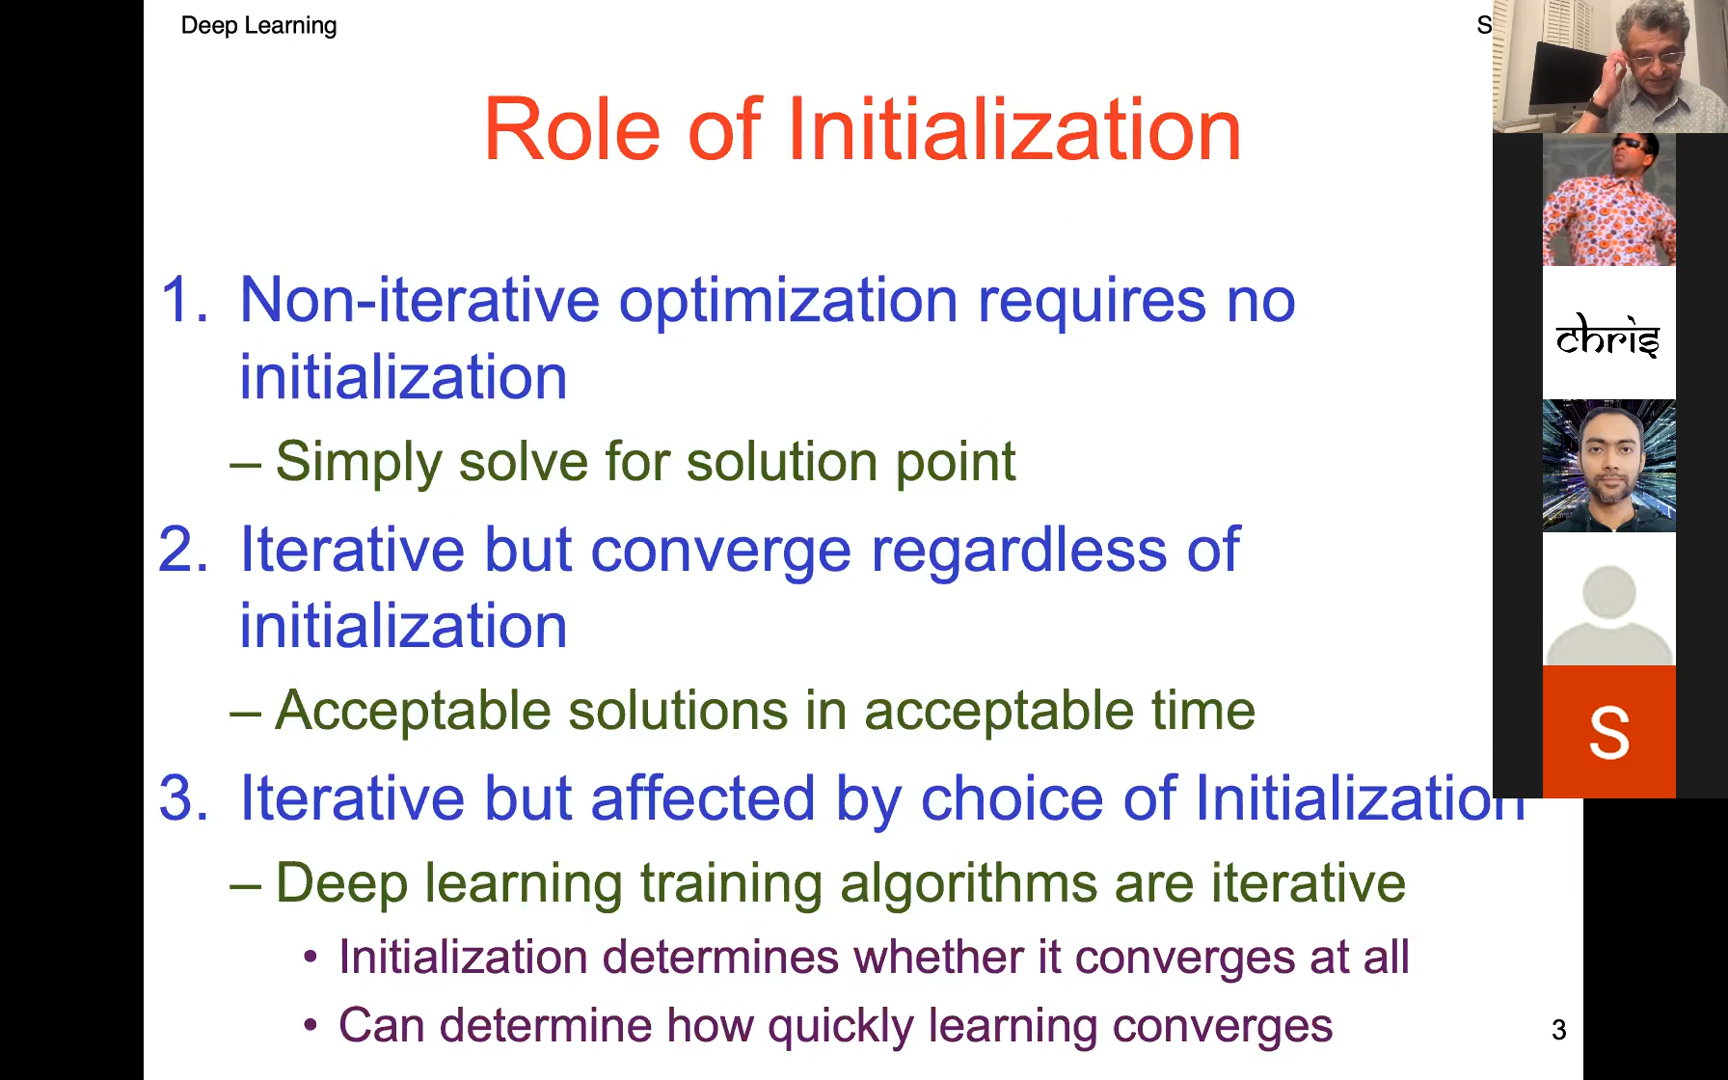 Deep Learning
S
Role of Initialization
1. Non-iterative optimization requires no
initialization
– Simply solve for solution point
2. Iterative but converge regardless of
initialization
– Acceptable solutions in acceptable time
3. Iterative but affected by choice of Initialization
– Deep learning training algorithms are iterative
• Initialization determines whether it converges at all
• Can determine how quickly learning converges
3
chris
S